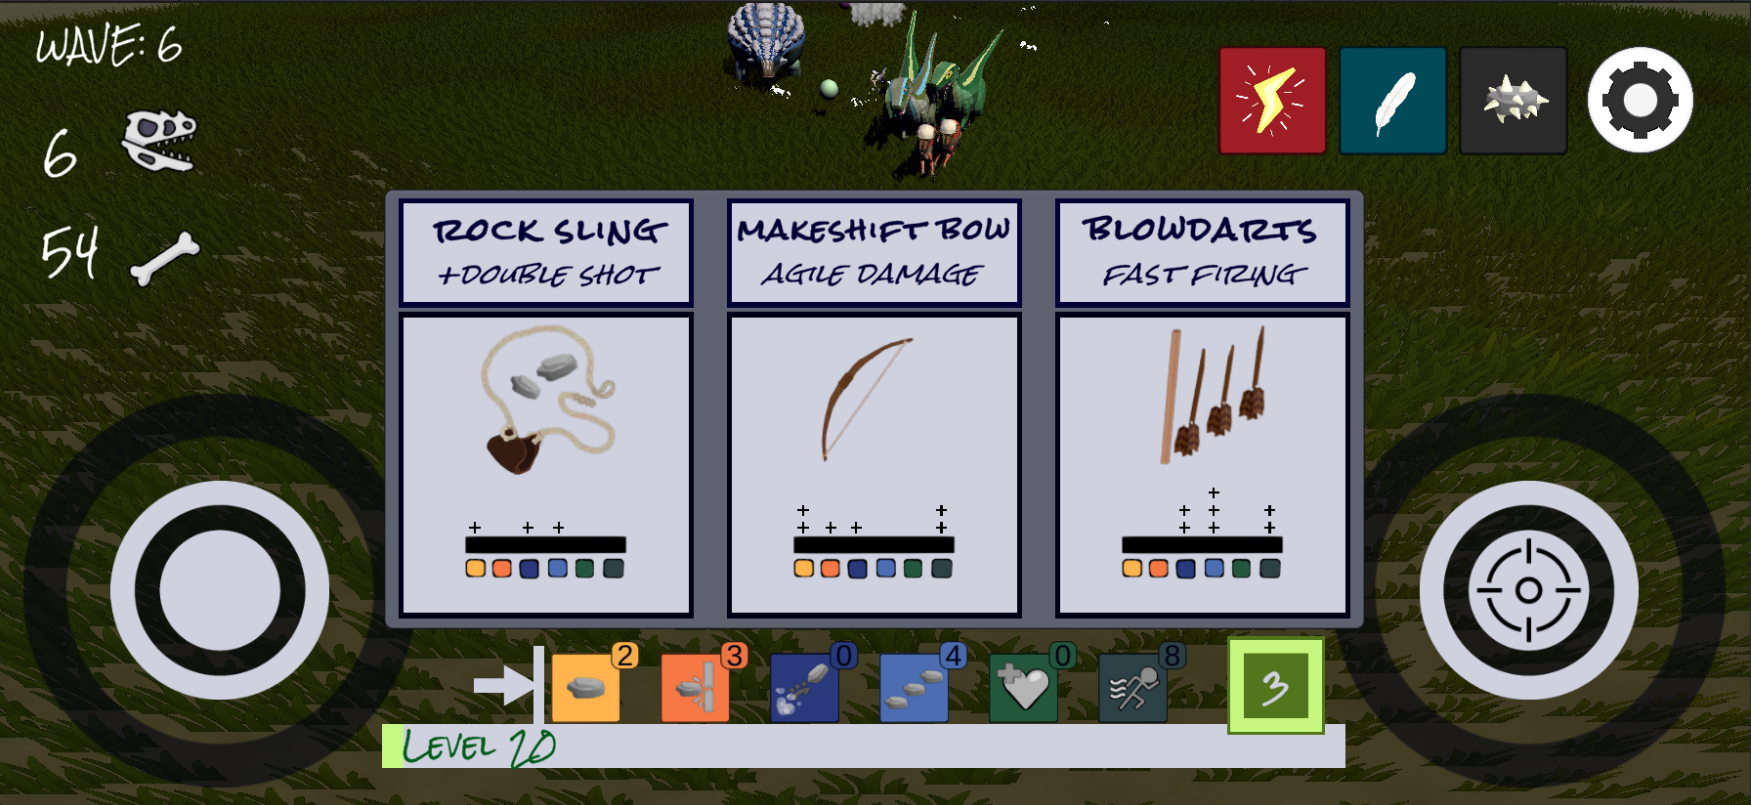 WAVE: 6
6
54
ROCK SLING
+DOUBLE SHOT
MAKESHIFT BOW
AGILE DAMAGE
BLOWDARTS
FAST FIRING
2
3
0
4
0
8
3
LEVEL 20